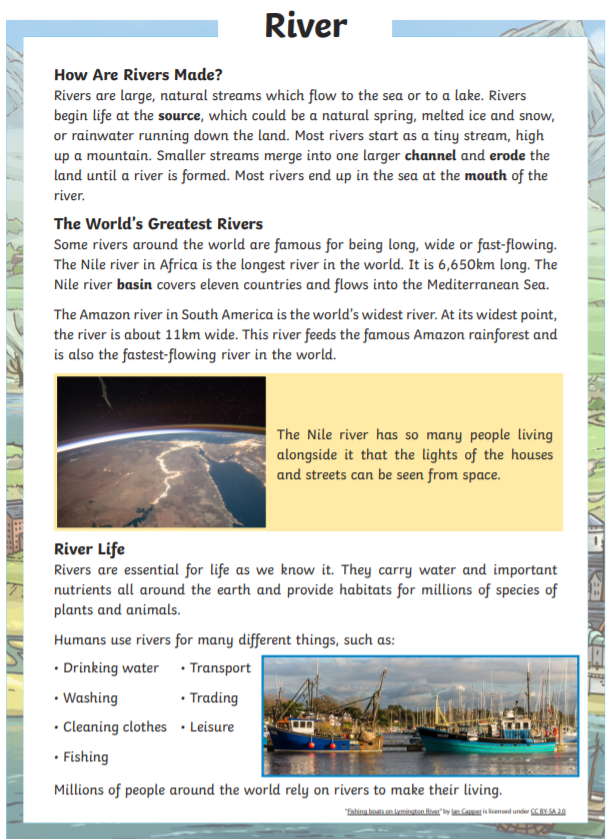 River
How Are Rivers Made?
Rivers are large, natural streams which flow to the sea or to a lake. Rivers
begin life at the source, which could be a natural spring, melted ice and snow,
or rainwater running down the land. Most rivers start as a tiny stream, high
up a mountain. Smaller streams merge into one larger channel and erode the
land until a river is formed. Most rivers end up in the sea at the mouth of the
river.
The World's Greatest Rivers
Some rivers around the world are famous for being long, wide or fast-flowing.
The Nile river in Africa is the longest river in the world. It is 6,650km long. The
Nile river basin covers eleven countries and flows into the Mediterranean Sea.
The Amazon river in South America is the world's widest river. At its widest point,
the river is about 11km wide. This river feeds the famous Amazon rainforest and
is also the fastest-flowing river in the world.
The Nile river has so many people living
alongside it that the lights of the houses
and streets can be seen from space.
River Life
Rivers are essential for life as we know it. They carry water and important
nutrients all around the earth and provide habitats for millions of species of
plants and animals.
Humans use rivers for many different things, such as:
• Drinking water
• Washing
• Cleaning clothes
• Fishing
• Transport
• Trading
• Leisure
Millions of people around the world rely on rivers to make their living.
"Fishing boats on Lymington River" by Ian Capper is licensed under CC BY-SA 2.0